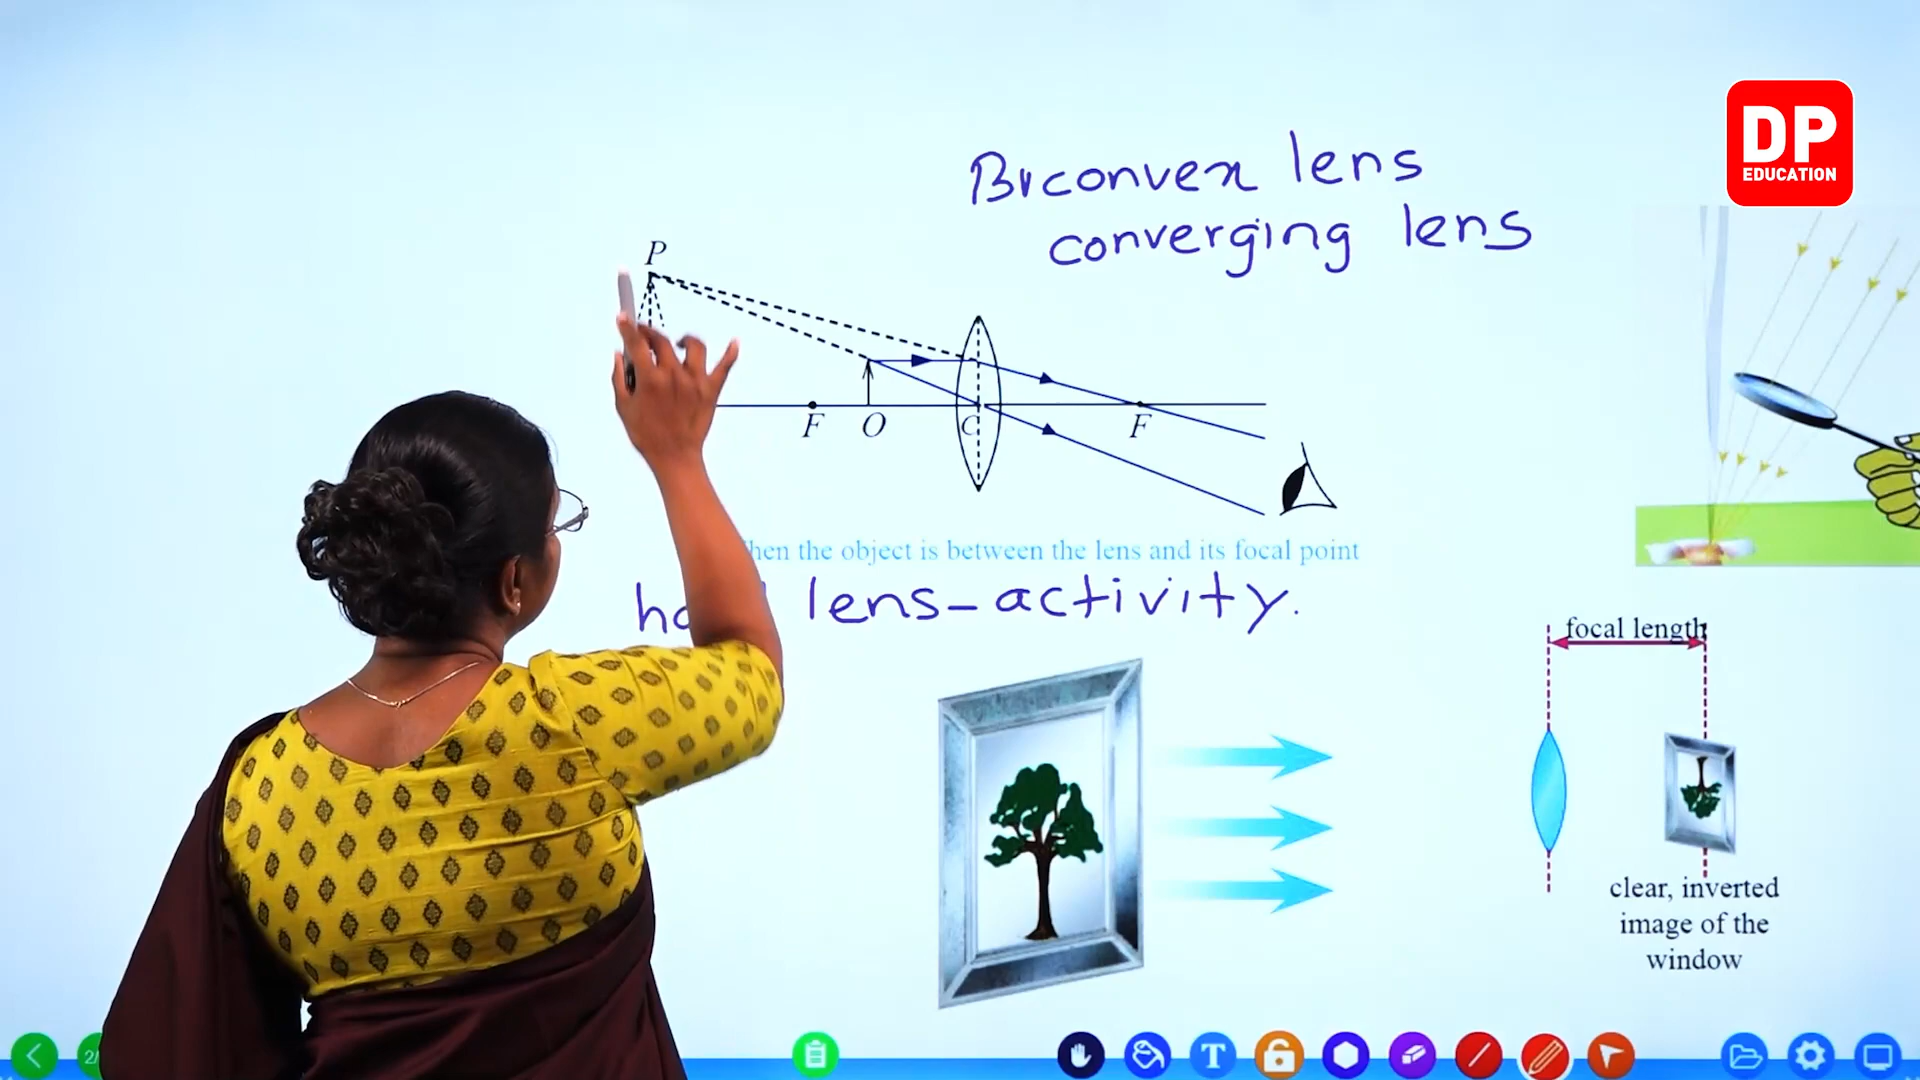 DP
EDUCATION
Biconvex lens
converging lens
P
F O C F
hen the object is between the lens and its focal point
lens-activity.
focal length
clear, inverted
image of the
window
2/
T